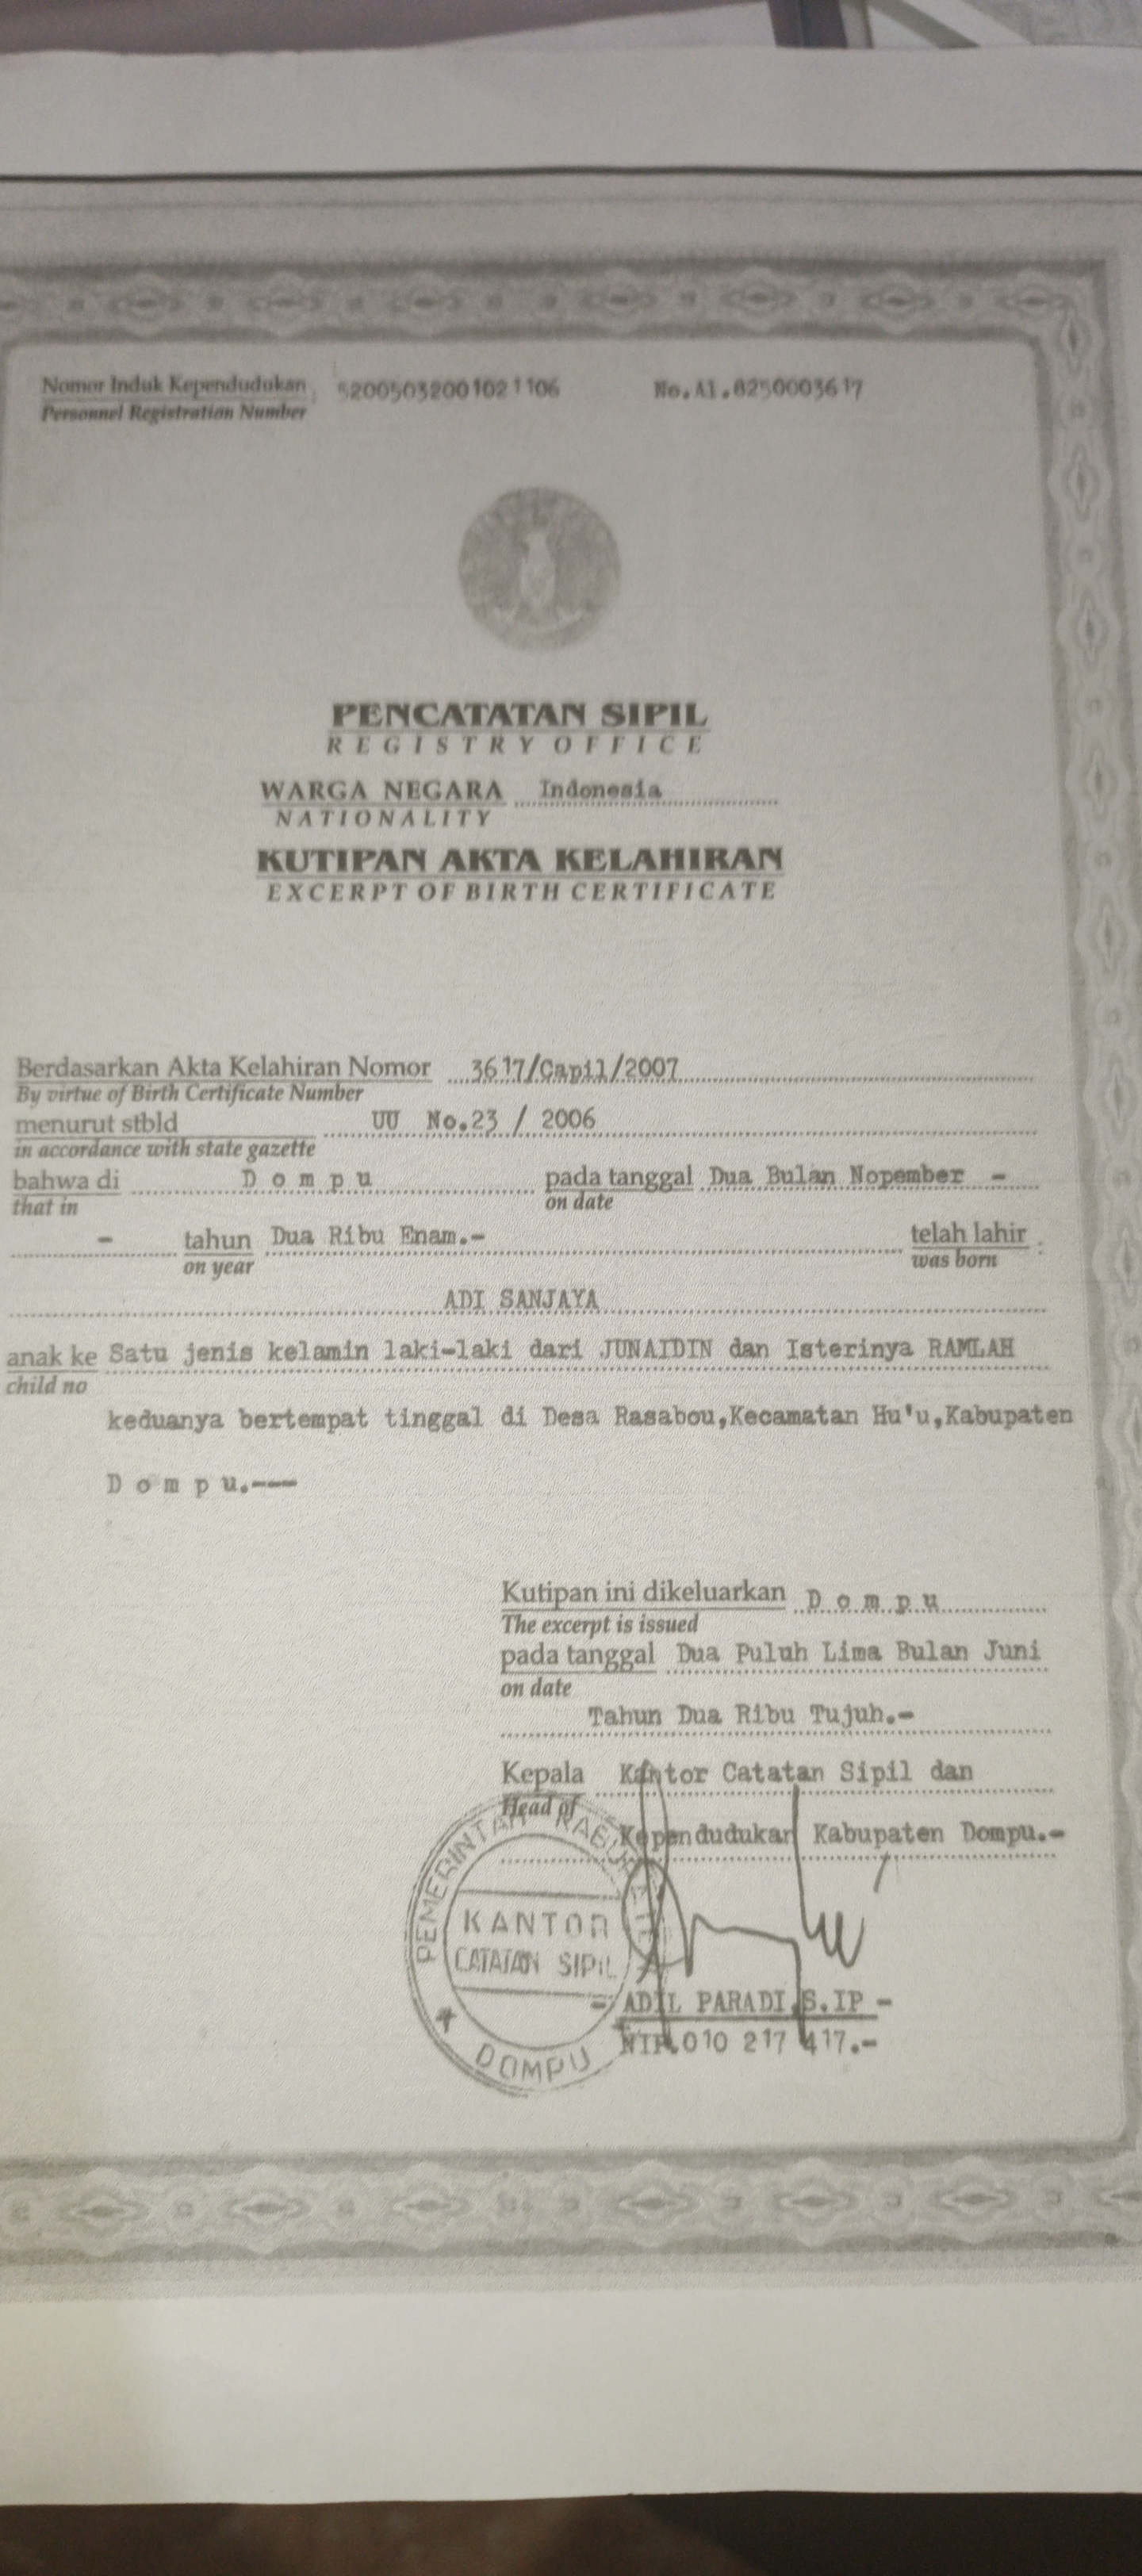 Nomor Induk Kependudukan 52005032001021106 No.Al.8250003617
Personnel Registration Number
PENCATATAN SIPIL
REGISTRY OFFICE
WARGA NEGARA Indonesia
NATIONALITY
KUTIPAN AKTA KELAHIRAN
EXCERPT OF BIRTH CERTIFICATE
Berdasarkan Akta Kelahiran Nomor 3617/Capil/2007
By virtue of Birth Certificate Number
menurut stbld UU No.23 / 2006
in accordance with state gazette
bahwa di D o m p u pada tanggal Dua Bulan Nopember -
that in on date
- tahun Dua Ribu Enam.- telah lahir :
on year was born
ADI SANJAYA
anak ke Satu jenis kelamin laki-laki dari JUNAIDIN dan Isterinya RAMLAH
child no
keduanya bertempat tinggal di Desa Rasabou,Kecamatan Hu'u,Kabupaten
D o m p u.---
Kutipan ini dikeluarkan D o m p u
The excerpt is issued
pada tanggal Dua Puluh Lima Bulan Juni
on date
Tahun Dua Ribu Tujuh.-
Kepala Kantor Catatan Sipil dan
Head of
Kependudukan Kabupaten Dompu.-
PEMERINTAH KABUPATEN
KANTOR
CATATAN SIPIL
DOMPU
- ADIL PARADI,S.IP -
NIP.010 217 417.-